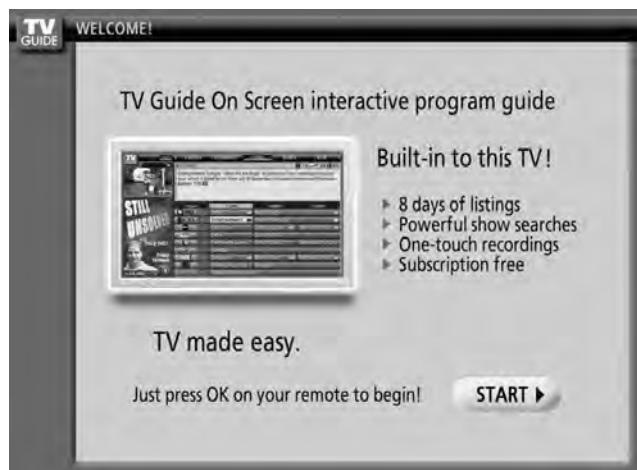 TV
GUIDE
WELCOME!
TV Guide On Screen interactive program guide
STILL
UNSOLVED
Built-in to this TV!
8 days of listings
Powerful show searches
One-touch recordings
Subscription free
TV made easy.
Just press OK on your remote to begin!
START